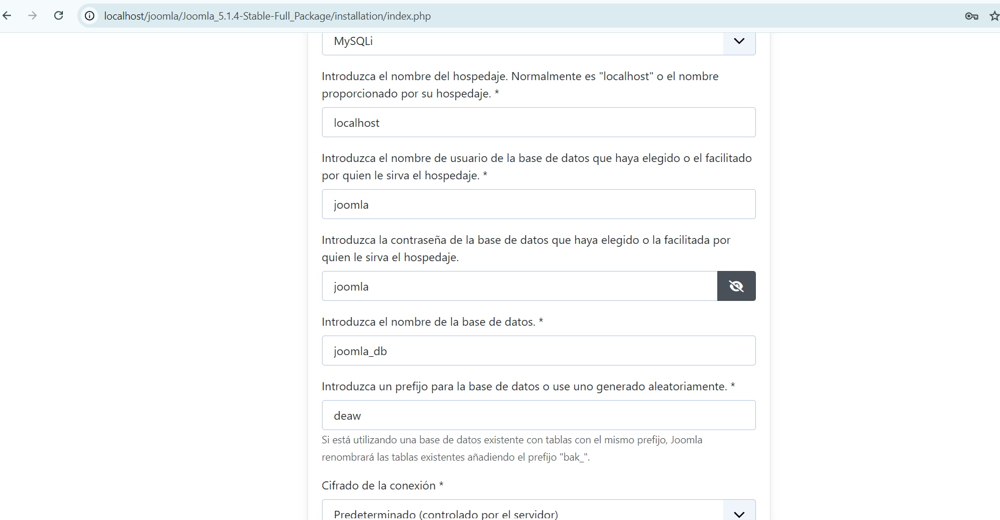 localhost/joomla/Joomla_5.1.4-Stable-Full_Package/installation/index.php
MySQLi
Introduzca el nombre del hospedaje. Normalmente es "localhost" o el nombre
proporcionado por su hospedaje. *
localhost
Introduzca el nombre de usuario de la base de datos que haya elegido o el facilitado
por quien le sirva el hospedaje. *
joomla
Introduzca la contraseña de la base de datos que haya elegido o la facilitada por
quien le sirva el hospedaje.
joomla
Introduzca el nombre de la base de datos. *
joomla_db
Introduzca un prefijo para la base de datos o use uno generado aleatoriamente. *
deaw
Si está utilizando una base de datos existente con tablas con el mismo prefijo, Joomla
renombrará las tablas existentes añadiendo el prefijo "bak_".
Cifrado de la conexión *
Predeterminado (controlado por el servidor)